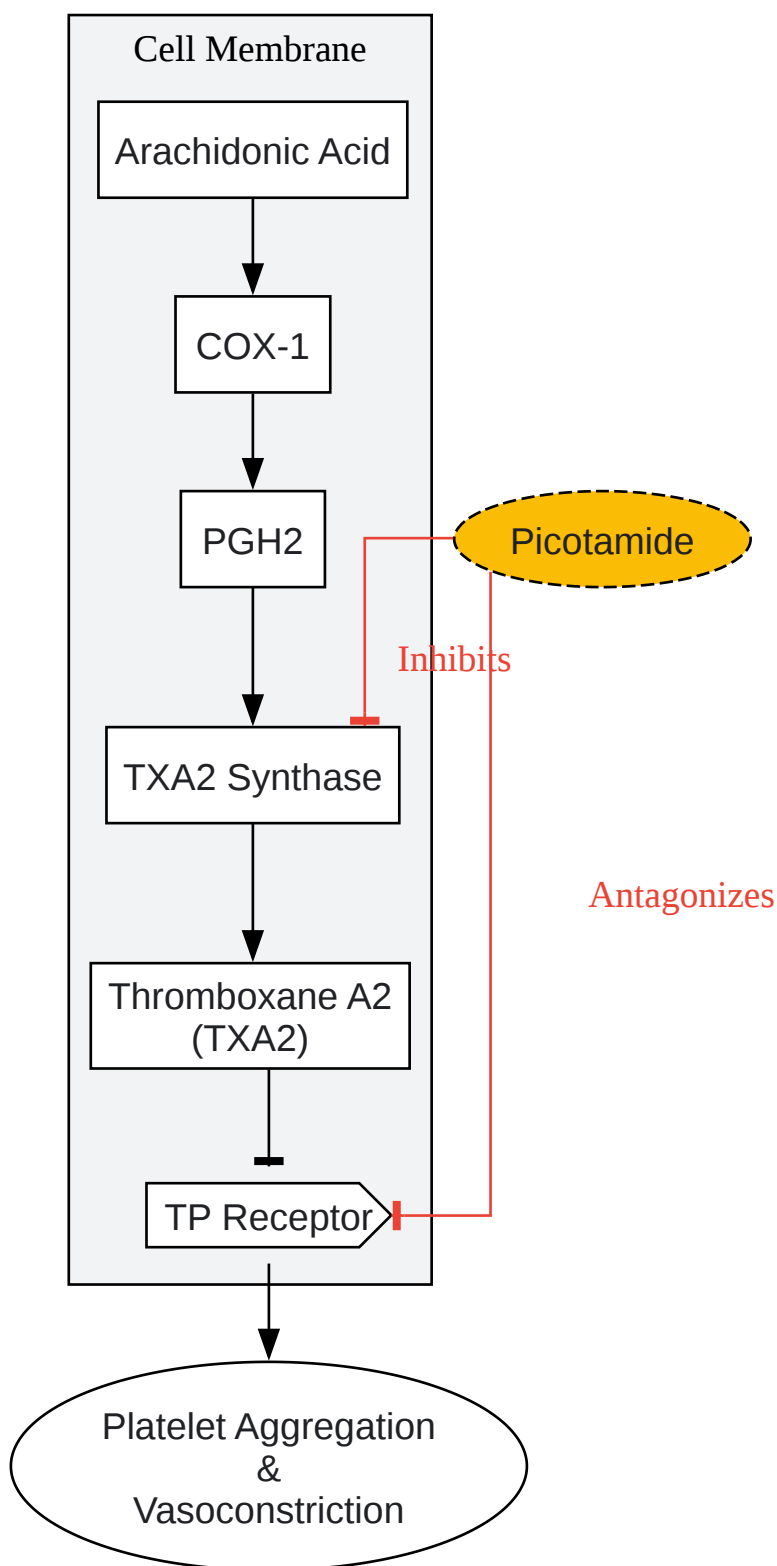 Cell Membrane
Arachidonic Acid
COX-1
PGH2
Picotamide
Inhibits
TXA2 Synthase
Antagonizes
Thromboxane A2
(TXA2)
TP Receptor
Platelet Aggregation
&
Vasoconstriction